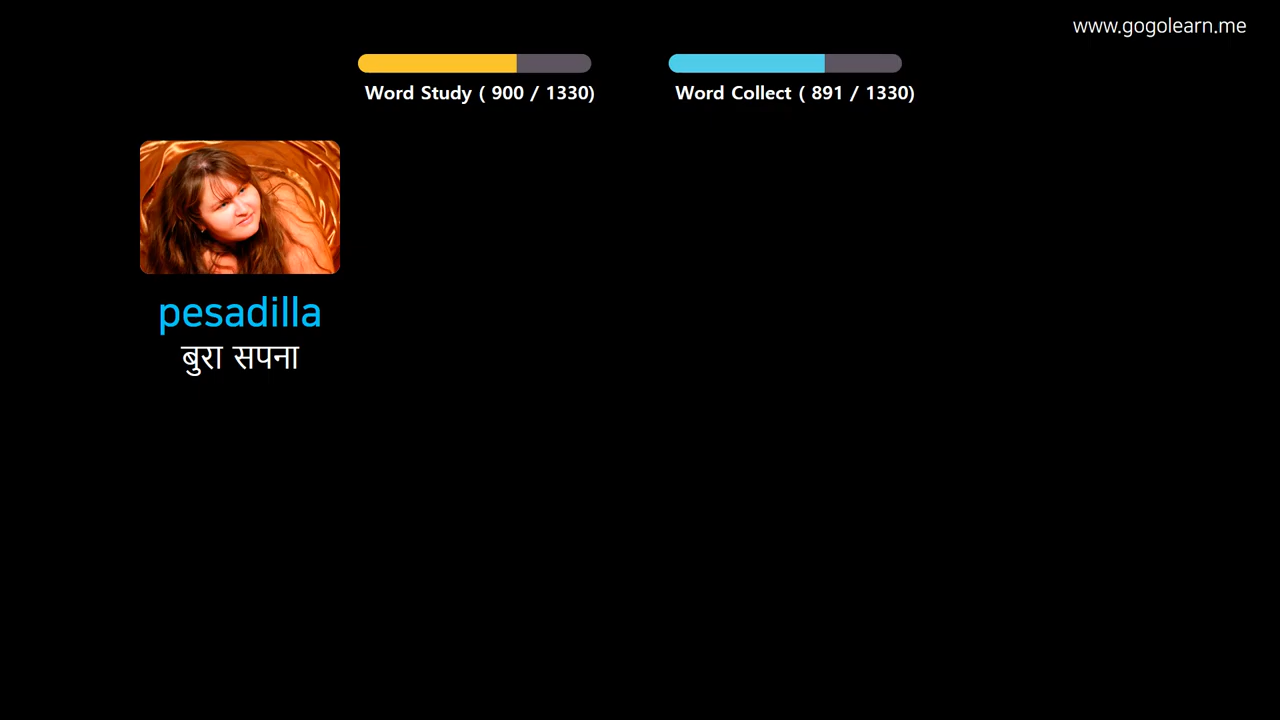 www.gogolearn.me
Word Study ( 900 / 1330)
Word Collect ( 891 / 1330)
pesadilla
बुरा सपना